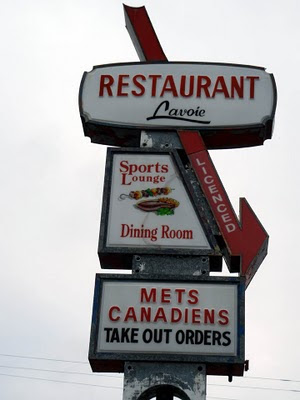 RESTAURANT
Lavoie
LICENCED
Sports
Lounge
Dining Room
METS
CANADIENS
TAKE OUT ORDERS